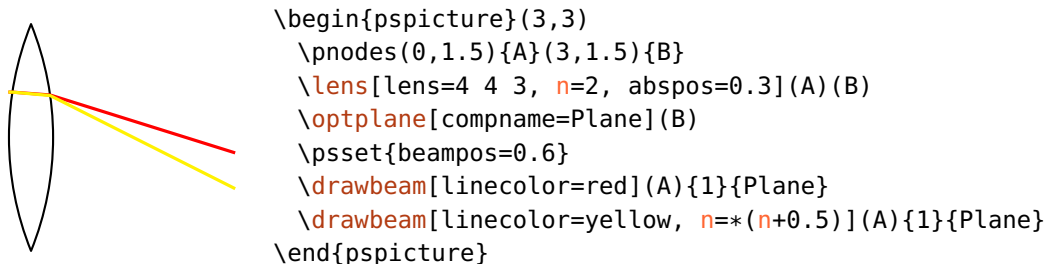 \begin{pspicture}(3,3)
\pnodes(0,1.5){A}(3,1.5){B}
\lens[lens=4 4 3, n=2, abspos=0.3](A)(B)
\optplane[compname=Plane](B)
\psset{beampos=0.6}
\drawbeam[linecolor=red](A){1}{Plane}
\drawbeam[linecolor=yellow, n=*(n+0.5)](A){1}{Plane}
\end{pspicture}